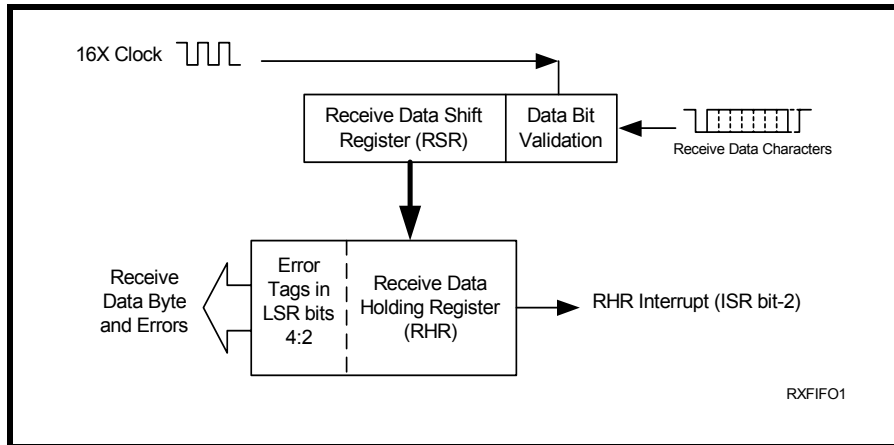 16X Clock
Receive Data Shift
Register (RSR)
Data Bit
Validation
Receive Data Characters
Receive
Data Byte
and Errors
Error
Tags in
LSR bits
4:2
Receive Data
Holding Register
(RHR)
RHR Interrupt (ISR bit-2)
RXFIFO1